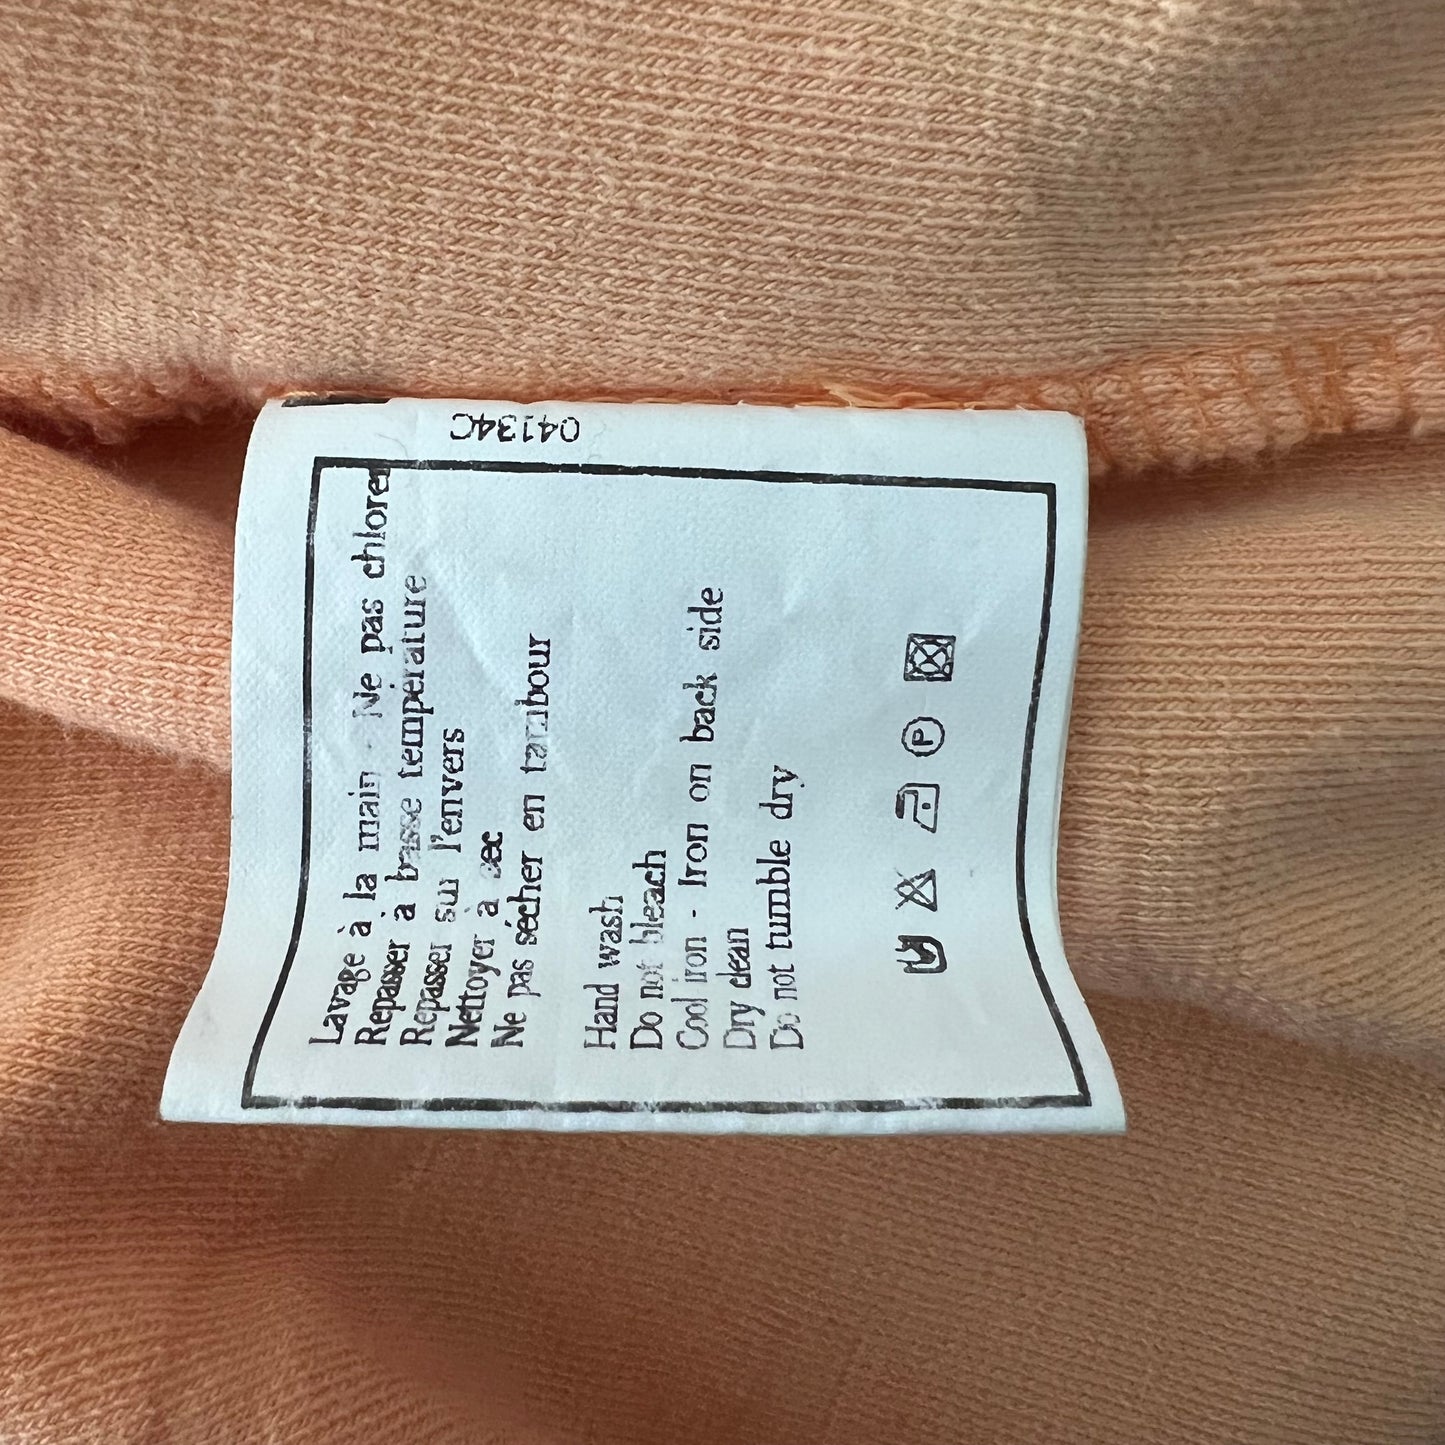 04134C
Lavage à la main - Ne pas chlorer
Repasser à basse température
Repasser sur l'envers
Nettoyer à sec
Ne pas sécher en tambour
Hand wash
Do not bleach
Cool iron - Iron on back side
Dry clean
Do not tumble dry
P